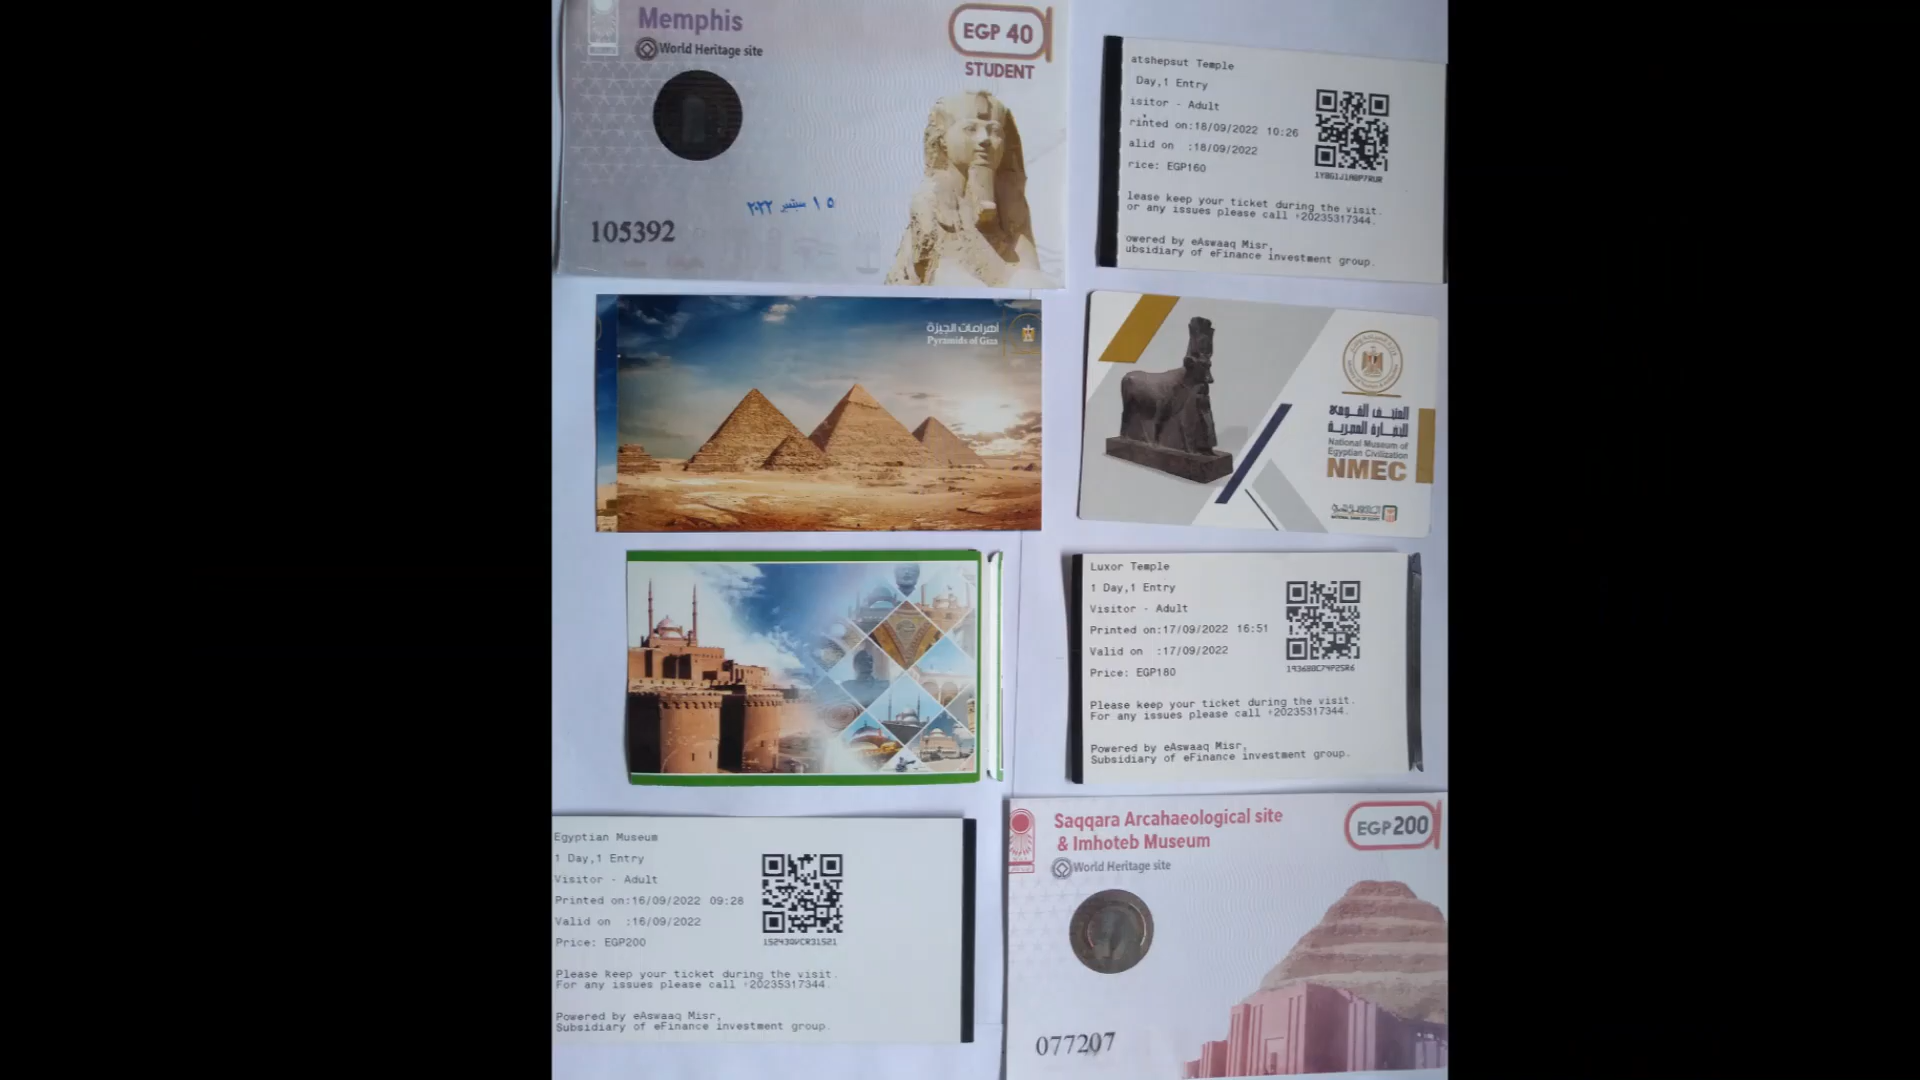 Memphis
World Heritage site
EGP 40
STUDENT
١٥ سبتمبر ٢٠٢٢
105392
atshepsut Temple
Day,1 Entry
isitor - Adult
rinted on:18/09/2022 10:26
alid on :18/09/2022
rice: EGP160
lease keep your ticket during the visit.
or any issues please call +20235317344.
owered by eAswaaq Misr,
ubsidiary of eFinance investment group.
اهرامات الجيزة
Pyramids of Giza
المتحف القومي
للحضارة المصرية
National Museum of
Egyptian Civilization
NMEC
NATIONAL BANK OF EGYPT
Luxor Temple
1 Day,1 Entry
Visitor - Adult
Printed on:17/09/2022 16:51
Valid on :17/09/2022
Price: EGP180
Please keep your ticket during the visit.
For any issues please call +20235317344.
Powered by eAswaaq Misr,
Subsidiary of eFinance investment group.
Egyptian Museum
1 Day,1 Entry
Visitor - Adult
Printed on:16/09/2022 09:28
Valid on :16/09/2022
Price: EGP200
Please keep your ticket during the visit.
For any issues please call +20235317344.
Powered by eAswaaq Misr,
Subsidiary of eFinance investment group.
Saqqara Arcahaeological site
& Imhoteb Museum
World Heritage site
EGP 200
077207